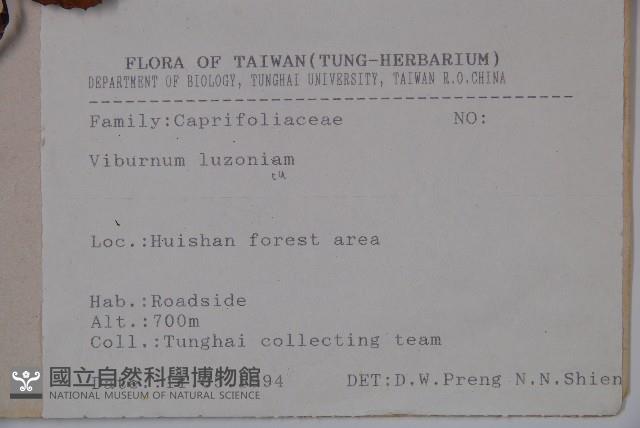 FLORA OF TAIWAN(TUNG-HERBARIUM)
DEPARTMENT OF BIOLOGY, TUNGHAI UNIVERSITY, TAIWAN R.O.CHINA
Family:Caprifoliaceae NO:
Viburnum luzoniam
cu
Loc.:Huishan forest area
Hab.:Roadside
Alt.:700m
Coll.:Tunghai collecting team
DET:D.W.Preng N.N.Shien
國立自然科學博物館
NATIONAL MUSEUM OF NATURAL SCIENCE